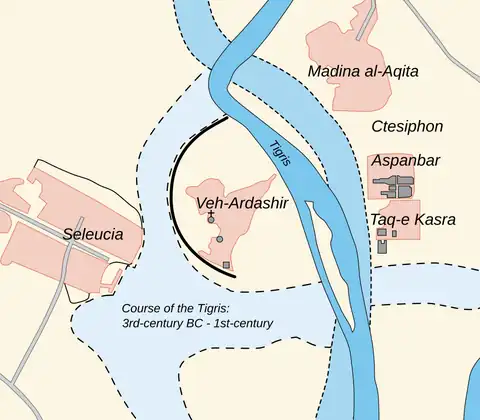 Madina al-Aqita
Ctesiphon
Tigris
Aspanbar
Veh-Ardashir
Taq-e Kasra
Seleucia
Course of the Tigris:
3rd-century BC - 1st-century